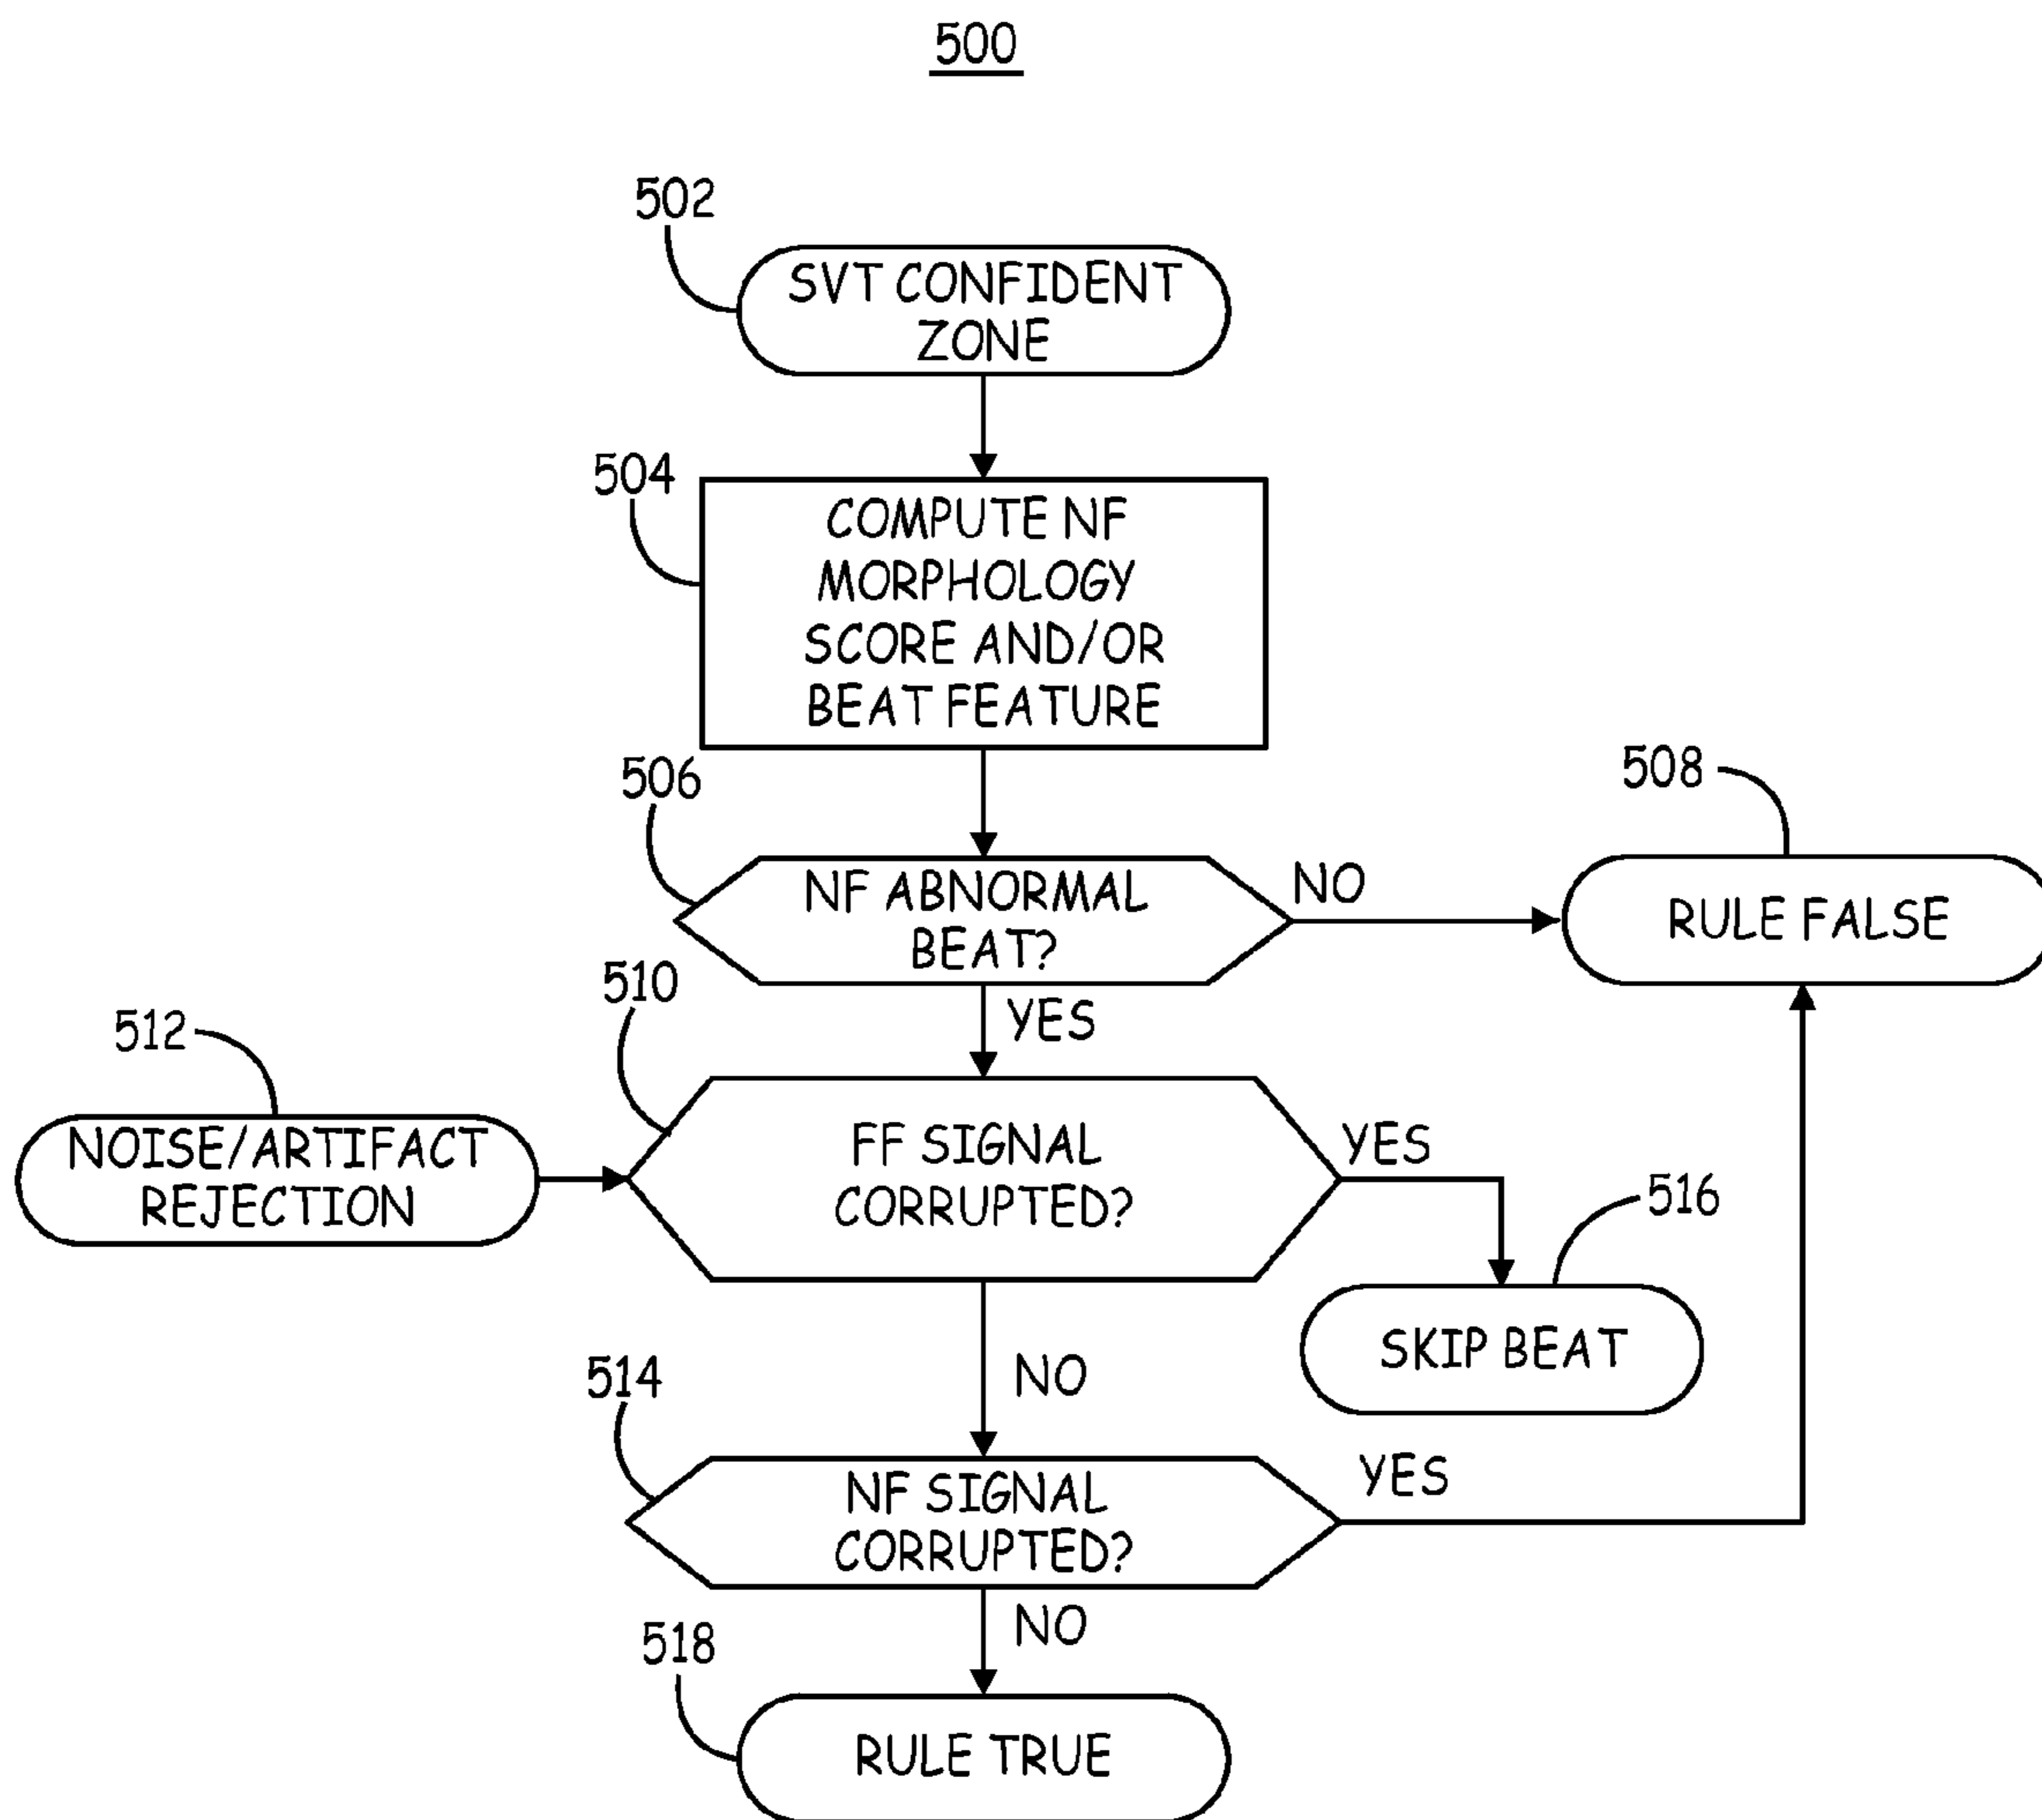 500
502
SVT CONFIDENT
ZONE
504
COMPUTE NF
MORPHOLOGY
SCORE AND/OR
BEAT FEATURE
506
NF ABNORMAL
BEAT?
NO
508
RULE FALSE
YES
510
512
NOISE/ARTIFACT
REJECTION
FF SIGNAL
CORRUPTED?
YES
516
SKIP BEAT
NO
514
NF SIGNAL
CORRUPTED?
YES
NO
518
RULE TRUE